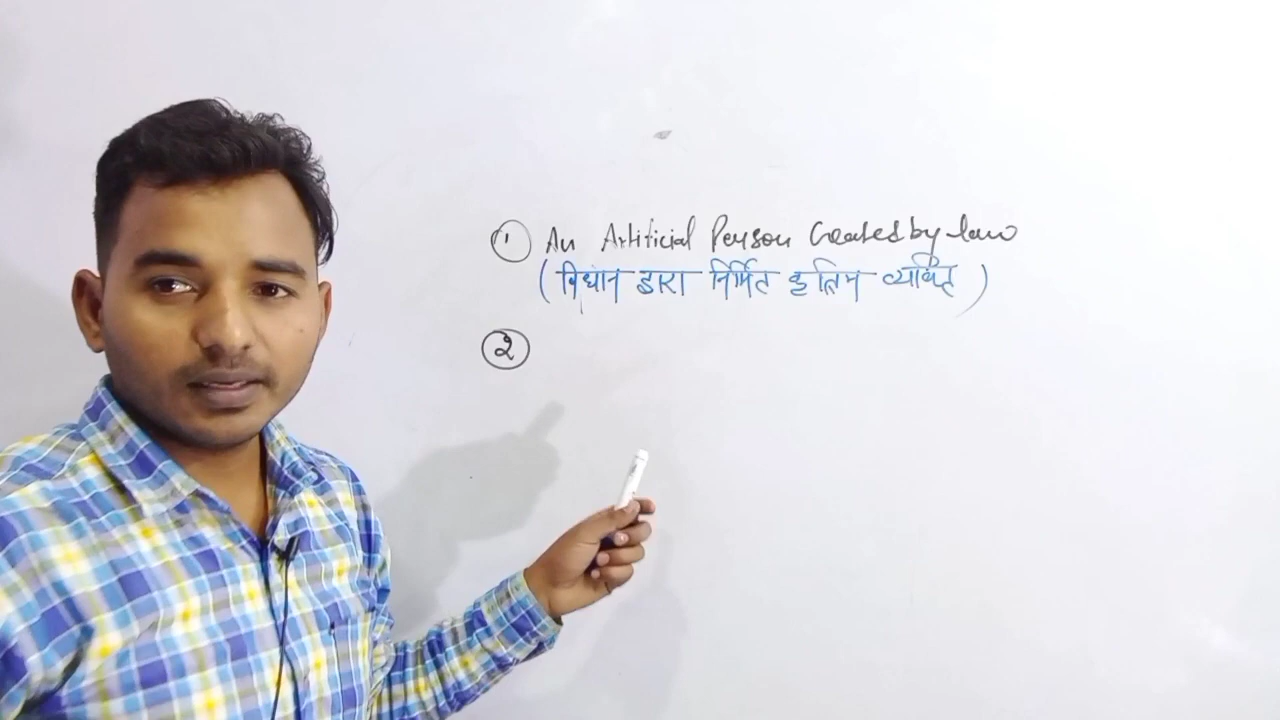 ① An Artificial Person Created by law
(विधान द्वारा निर्मित कृत्रिम व्यक्ति)
②